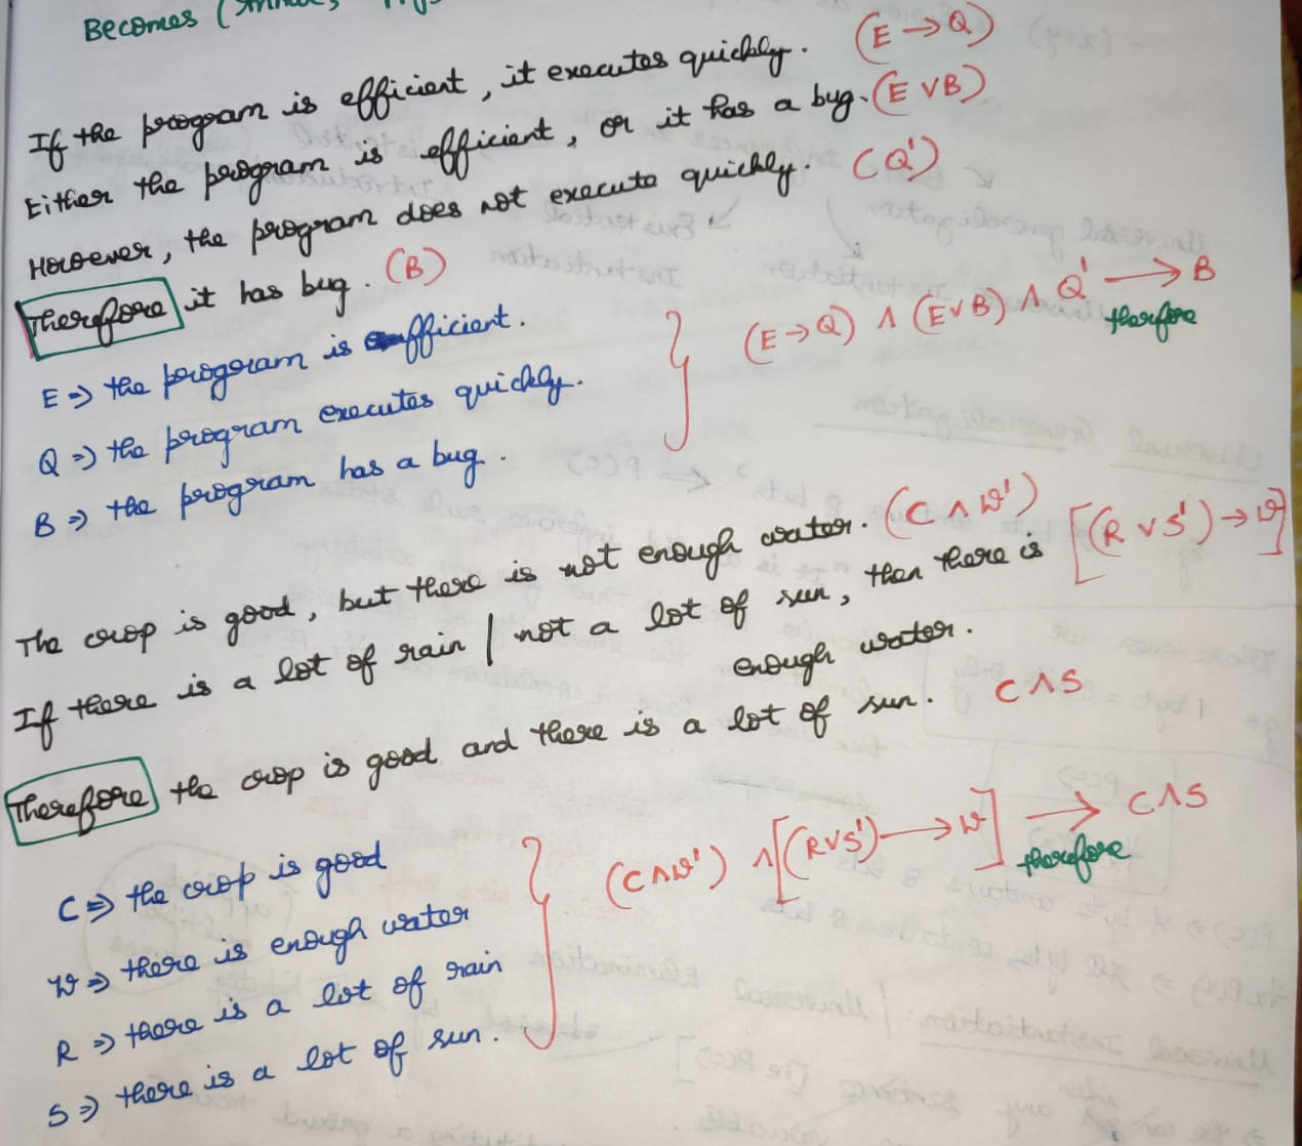 Becomes (
If the program is efficient, it executes quickly. (E → Q)
Either the program is efficient, or it has a bug. (E ∨ B)
However, the program does not execute quickly. (Q')
Therefore it has bug. (B)
E ⇒ the program is efficient.
Q ⇒ the program executes quickly.
B ⇒ the program has a bug.
(E → Q) ∧ (E ∨ B) ∧ Q' → B
therfore
The crop is good, but there is not enough water. (C ∧ W')
If there is a lot of rain / not a lot of sun, then there is [(R ∨ S') → W]
enough water.
Therefore the crop is good and there is a lot of sun. C ∧ S
C ⇒ the crop is good
W ⇒ there is enough water
R ⇒ there is a lot of rain
S ⇒ there is a lot of sun.
(C ∧ W') ∧ [(R ∨ S') → W] → C ∧ S
therefore